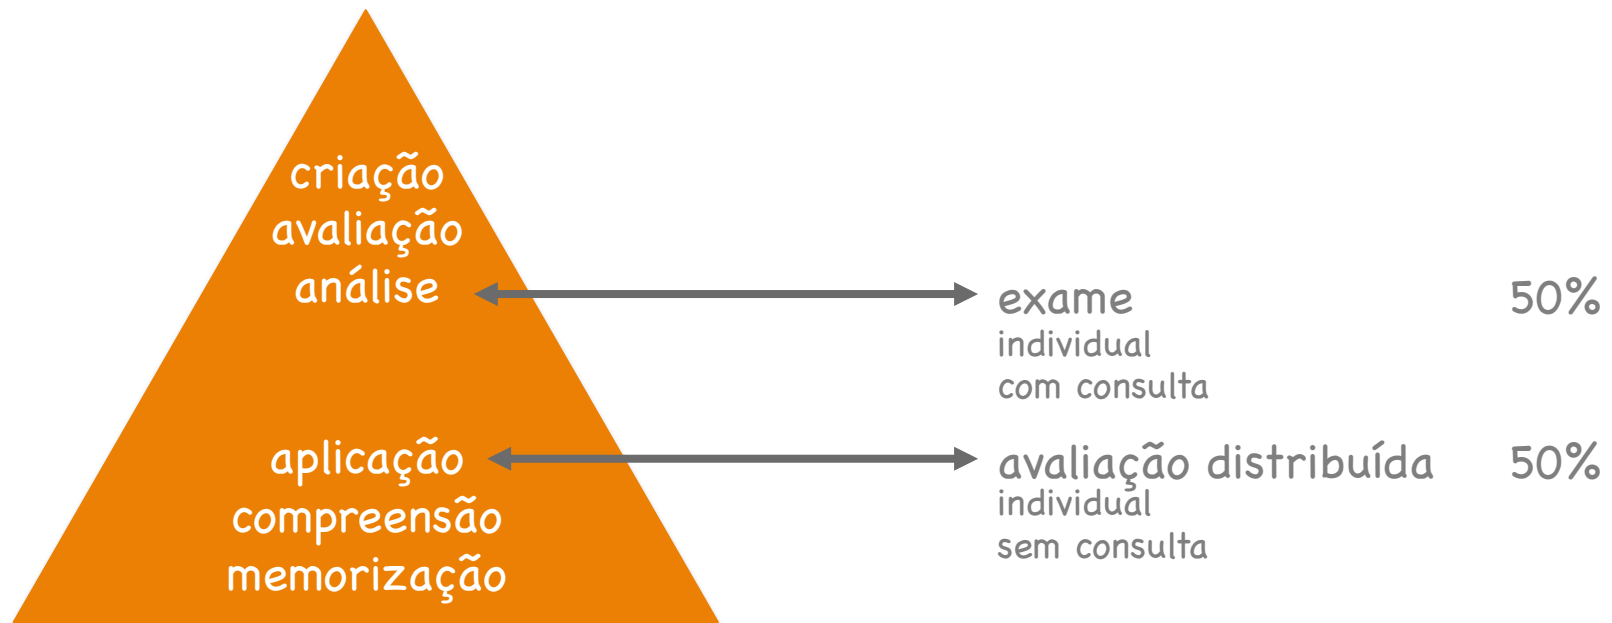 criação
avaliação
análise
aplicação
compreensão
memorização
exame 50%
individual
com consulta
avaliação distribuída 50%
individual
sem consulta